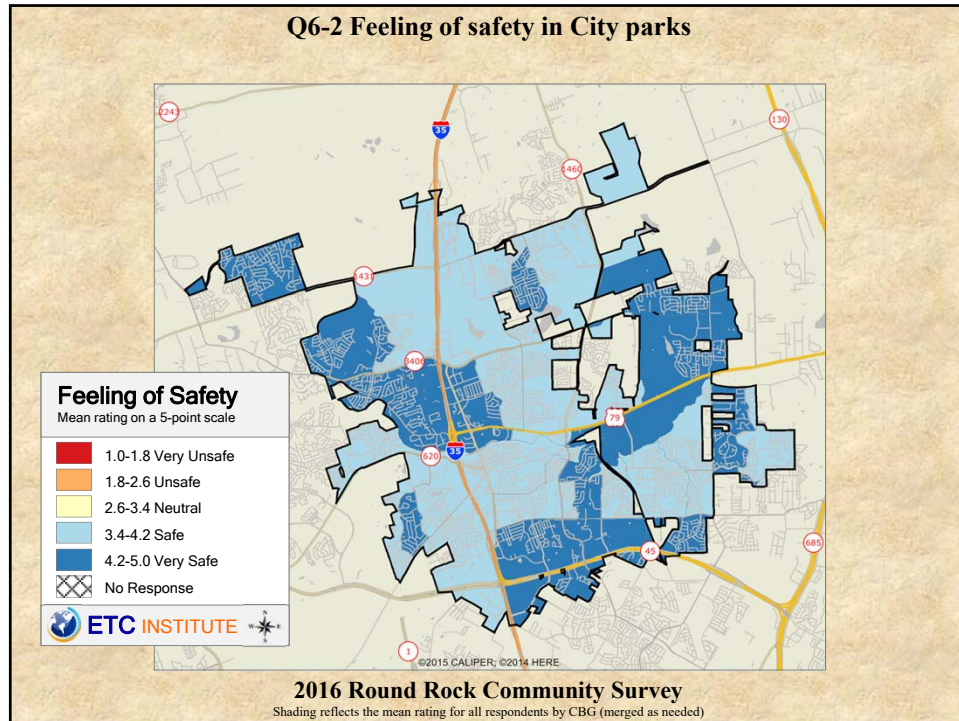 Q6-2 Feeling of safety in City parks
2243
35
130
1460
1431
3406
79
620
35
45
685
1
Feeling of Safety
Mean rating on a 5-point scale
1.0-1.8 Very Unsafe
1.8-2.6 Unsafe
2.6-3.4 Neutral
3.4-4.2 Safe
4.2-5.0 Very Safe
No Response
ETC INSTITUTE
N
W E
S
©2015 CALIPER; ©2014 HERE
2016 Round Rock Community Survey
Shading reflects the mean rating for all respondents by CBG (merged as needed)